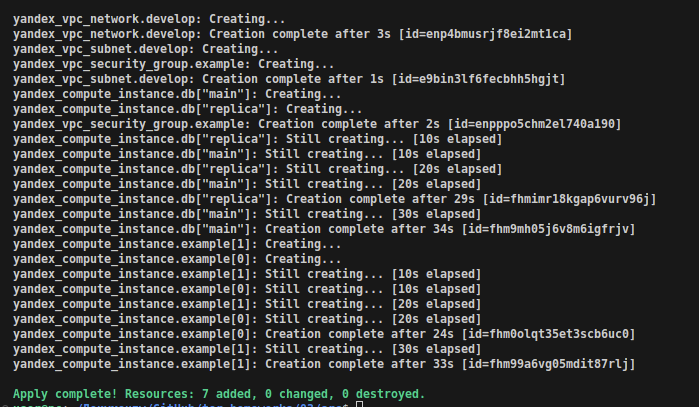 yandex_vpc_network.develop: Creating...
yandex_vpc_network.develop: Creation complete after 3s [id=enp4bmusrjf8ei2mt1ca]
yandex_vpc_subnet.develop: Creating...
yandex_vpc_security_group.example: Creating...
yandex_vpc_subnet.develop: Creation complete after 1s [id=e9bin3lf6fecbhh5hgjt]
yandex_compute_instance.db["main"]: Creating...
yandex_compute_instance.db["replica"]: Creating...
yandex_vpc_security_group.example: Creation complete after 2s [id=enpppo5chm2el740a190]
yandex_compute_instance.db["replica"]: Still creating... [10s elapsed]
yandex_compute_instance.db["main"]: Still creating... [10s elapsed]
yandex_compute_instance.db["replica"]: Still creating... [20s elapsed]
yandex_compute_instance.db["main"]: Still creating... [20s elapsed]
yandex_compute_instance.db["replica"]: Creation complete after 29s [id=fhmimr18kgap6vurv96j]
yandex_compute_instance.db["main"]: Still creating... [30s elapsed]
yandex_compute_instance.db["main"]: Creation complete after 34s [id=fhm9mh05j6v8m6igfrjv]
yandex_compute_instance.example[1]: Creating...
yandex_compute_instance.example[0]: Creating...
yandex_compute_instance.example[1]: Still creating... [10s elapsed]
yandex_compute_instance.example[0]: Still creating... [10s elapsed]
yandex_compute_instance.example[1]: Still creating... [20s elapsed]
yandex_compute_instance.example[0]: Still creating... [20s elapsed]
yandex_compute_instance.example[0]: Creation complete after 24s [id=fhm0olqt35et3scb6uc0]
yandex_compute_instance.example[1]: Still creating... [30s elapsed]
yandex_compute_instance.example[1]: Creation complete after 33s [id=fhm99a6vg05mdit87rlj]
Apply complete! Resources: 7 added, 0 changed, 0 destroyed.